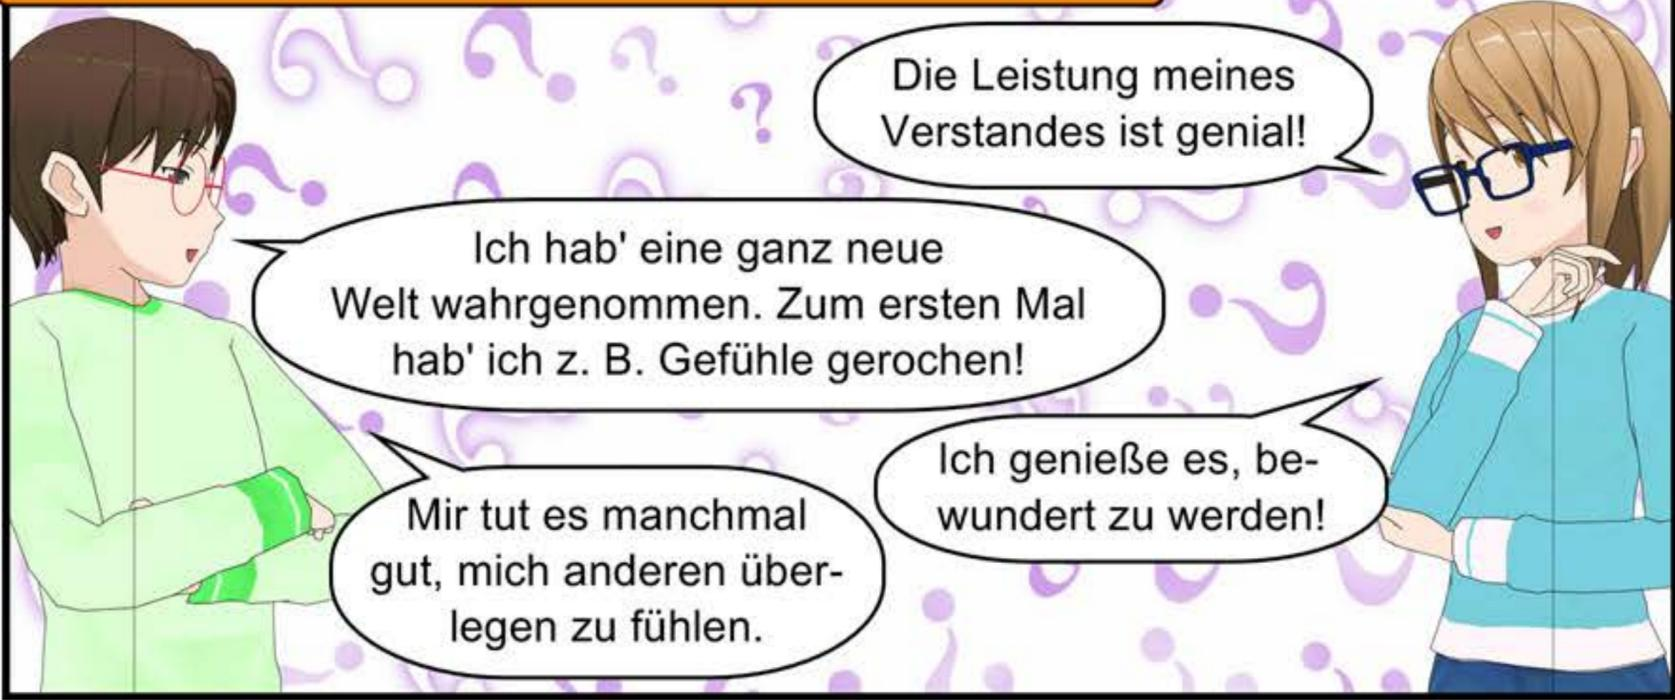 Die Leistung meines
Verstandes ist genial!
Ich hab' eine ganz neue
Welt wahrgenommen. Zum ersten Mal
hab' ich z. B. Gefühle gerochen!
Ich genieße es, be-
wundert zu werden!
Mir tut es manchmal
gut, mich anderen über-
legen zu fühlen.